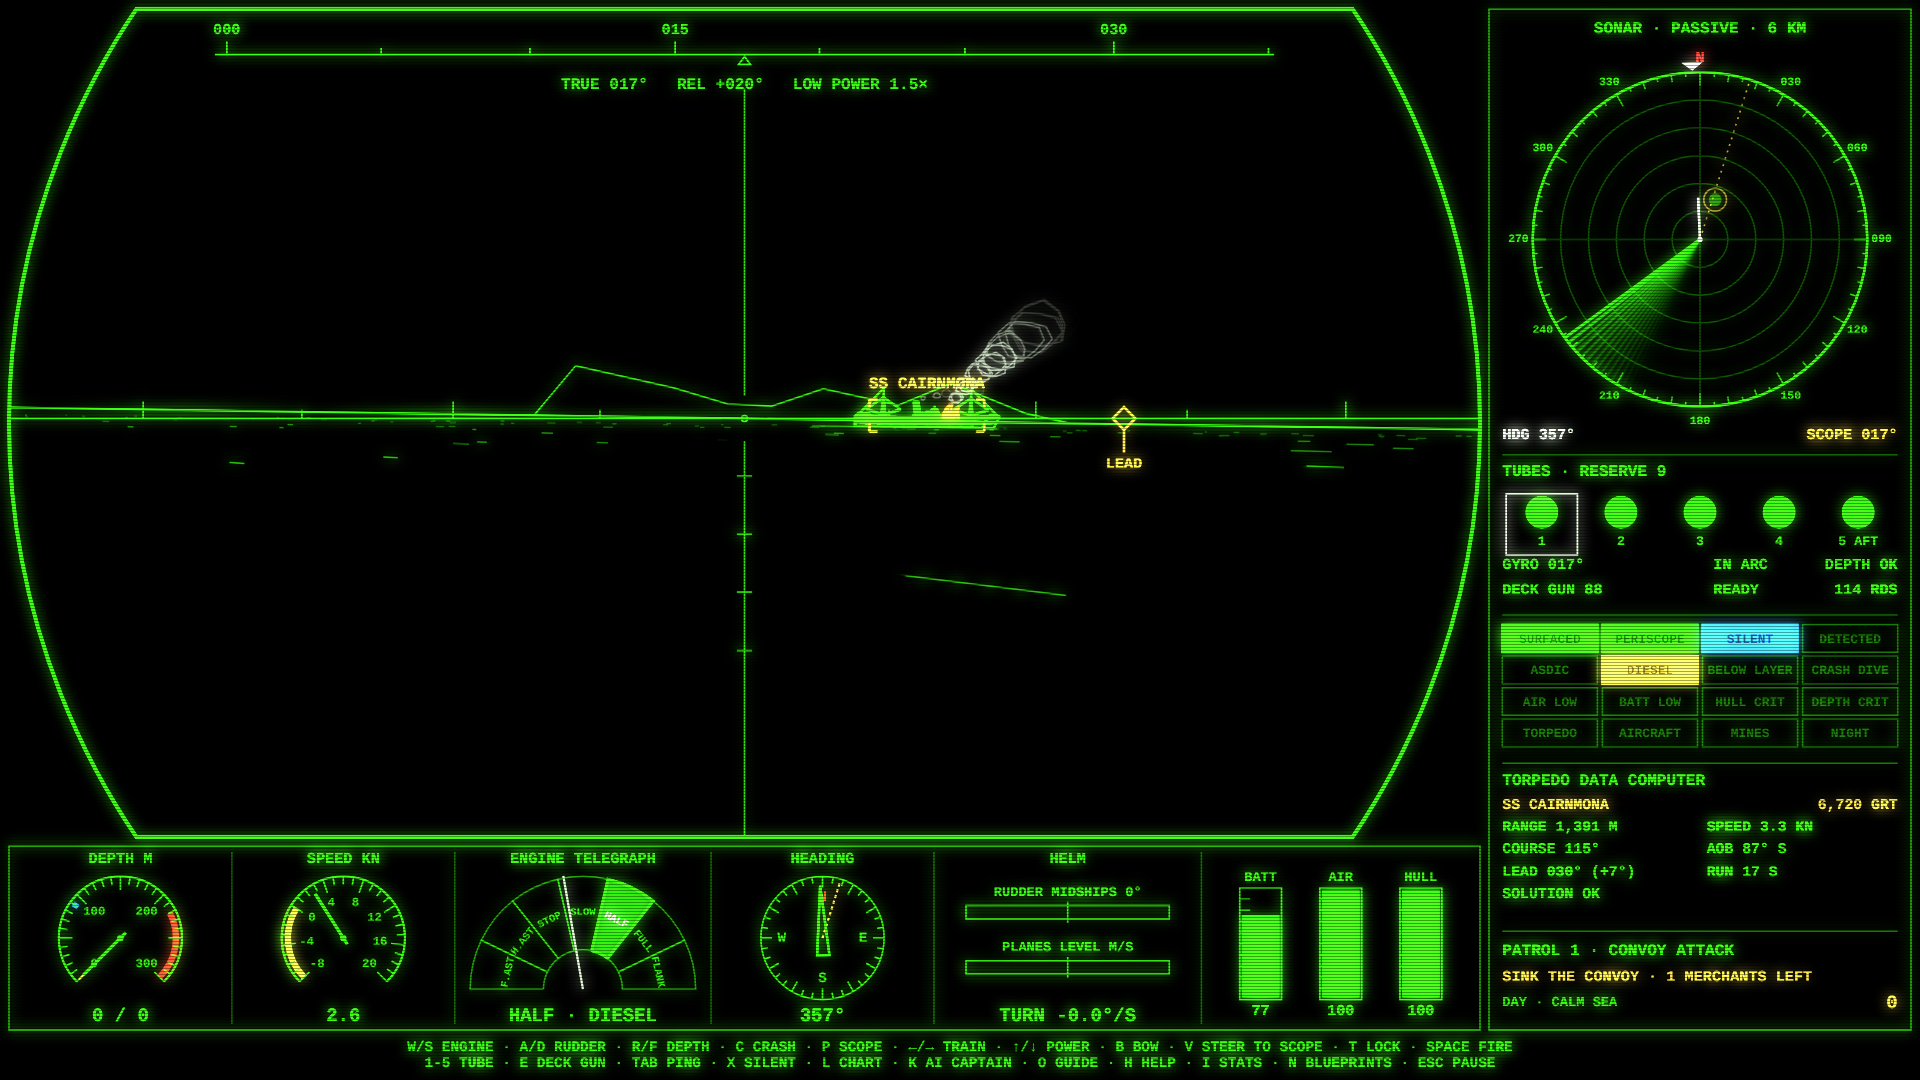 000 015 030
TRUE 017° REL +020° LOW POWER 1.5×
SS CAIRNMONA
LEAD
SONAR · PASSIVE · 6 KM
N
330 030
300 060
270 090
240 120
210 150
180
HDG 357° SCOPE 017°
TUBES · RESERVE 9
1 2 3 4 5 AFT
GYRO 017° IN ARC DEPTH OK
DECK GUN 88 READY 114 RDS
SURFACED PERISCOPE SILENT DETECTED
ASDIC DIESEL BELOW LAYER CRASH DIVE
AIR LOW BATT LOW HULL CRIT DEPTH CRIT
TORPEDO AIRCRAFT MINES NIGHT
TORPEDO DATA COMPUTER
SS CAIRNMONA 6,720 GRT
RANGE 1,391 M SPEED 3.3 KN
COURSE 115° AOB 87° S
LEAD 030° (+7°) RUN 17 S
SOLUTION OK
PATROL 1 · CONVOY ATTACK
SINK THE CONVOY · 1 MERCHANTS LEFT
DAY · CALM SEA 0
DEPTH M
0 100 200 300
0 / 0
SPEED KN
-8 -4 0 4 8 12 16 20
2.6
ENGINE TELEGRAPH
F.AST H.AST STOP SLOW HALF FULL FLANK
HALF · DIESEL
HEADING
W E S
357°
HELM
RUDDER MIDSHIPS 0°
PLANES LEVEL M/S
TURN -0.0°/S
BATT AIR HULL
77 100 100
W/S ENGINE · A/D RUDDER · R/F DEPTH · C CRASH · P SCOPE · ←/→ TRAIN · ↑/↓ POWER · B BOW · V STEER TO SCOPE · T LOCK · SPACE FIRE
1-5 TUBE · E DECK GUN · TAB PING · X SILENT · L CHART · K AI CAPTAIN · O GUIDE · H HELP · I STATS · N BLUEPRINTS · ESC PAUSE